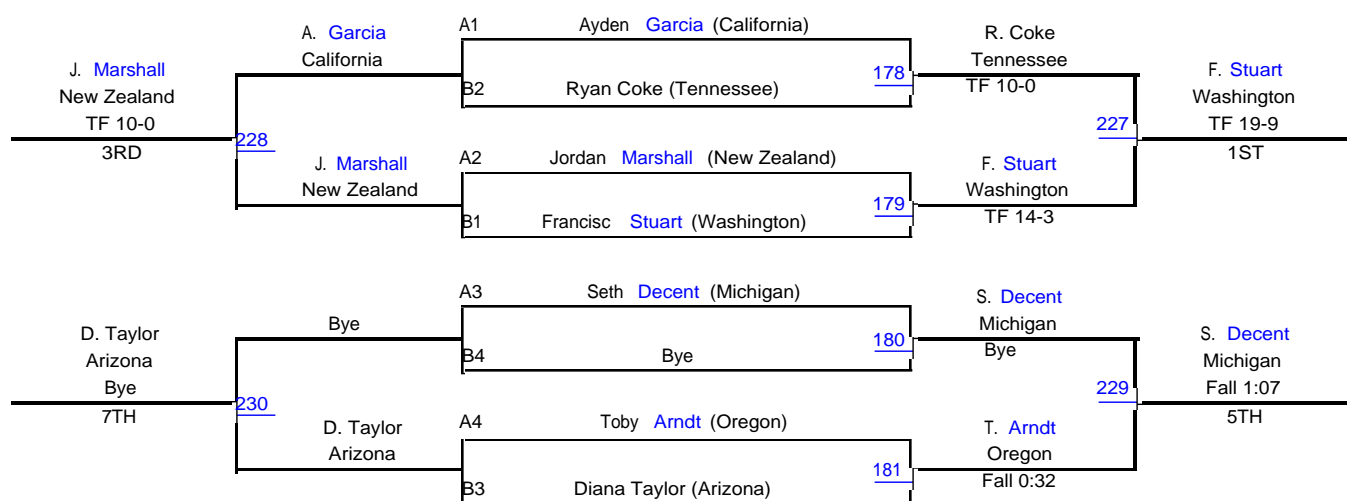 A1 Ayden Garcia (California)
A. Garcia
California
R. Coke
Tennessee
TF 10-0
J. Marshall
New Zealand
TF 10-0
3RD
178
B2 Ryan Coke (Tennessee)
F. Stuart
Washington
TF 19-9
1ST
228
227
J. Marshall
New Zealand
A2 Jordan Marshall (New Zealand)
F. Stuart
Washington
TF 14-3
179
B1 Francisc Stuart (Washington)
A3 Seth Decent (Michigan)
Bye
S. Decent
Michigan
Bye
D. Taylor
Arizona
Bye
7TH
180
B4 Bye
S. Decent
Michigan
Fall 1:07
5TH
230
229
D. Taylor
Arizona
A4 Toby Arndt (Oregon)
T. Arndt
Oregon
Fall 0:32
181
B3 Diana Taylor (Arizona)